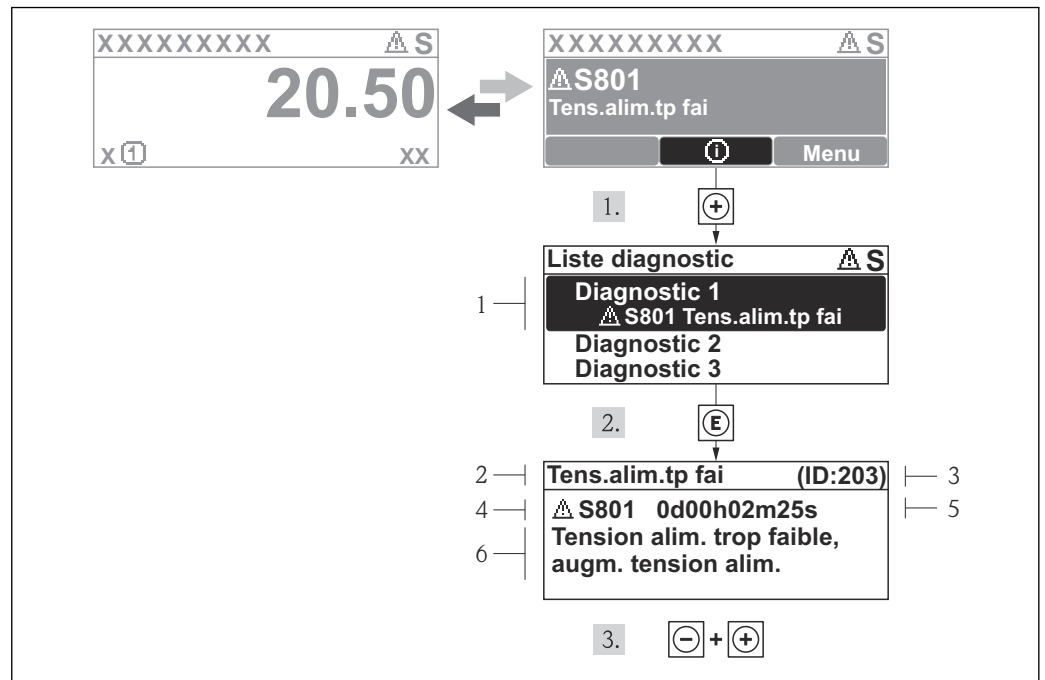 XXXXXXXXX ⚠ S
20.50
X ① XX
XXXXXXXXX ⚠ S
⚠ S801
Tens.alim.tp fai
ⓘ Menu
1. +
Liste diagnostic ⚠ S
1
Diagnostic 1
⚠ S801 Tens.alim.tp fai
Diagnostic 2
Diagnostic 3
2. E
2 Tens.alim.tp fai (ID:203) 3
4 ⚠ S801 0d00h02m25s 5
6
Tension alim. trop faible,
augm. tension alim.
3. - + +